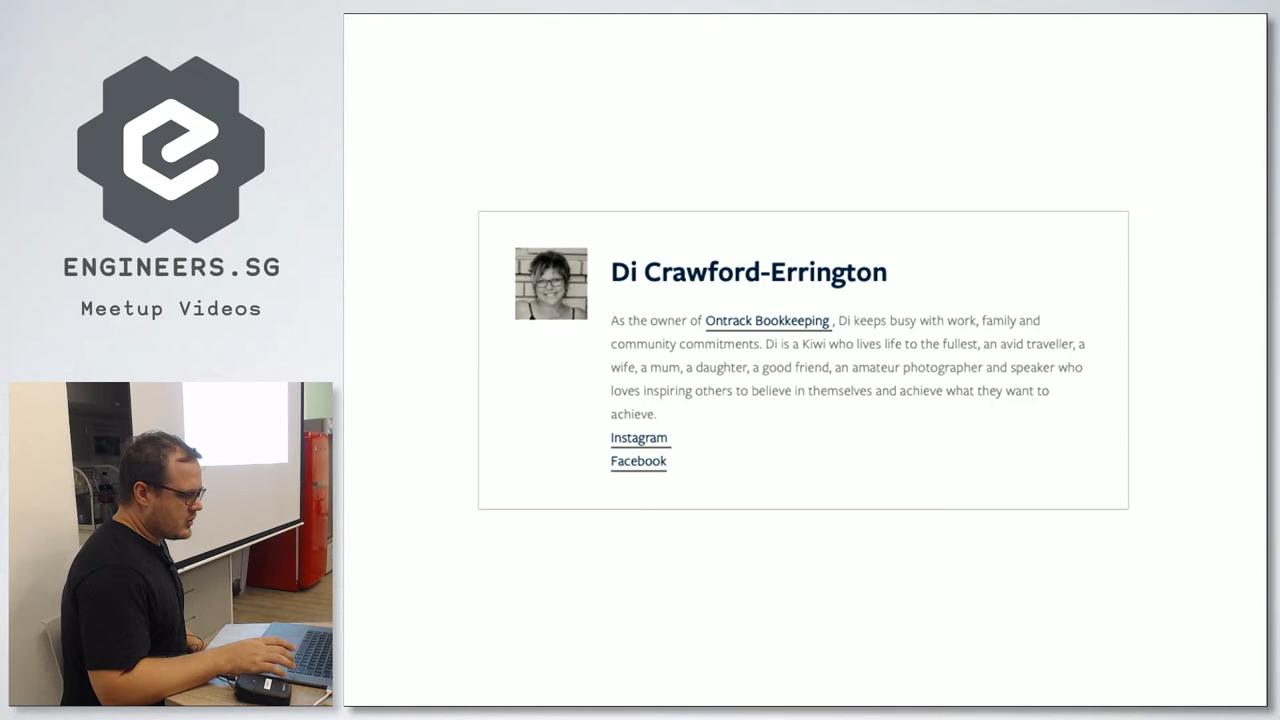 ENGINEERS.SG
Meetup Videos
Di Crawford-Errington
As the owner of Ontrack Bookkeeping , Di keeps busy with work, family and
community commitments. Di is a Kiwi who lives life to the fullest, an avid traveller, a
wife, a mum, a daughter, a good friend, an amateur photographer and speaker who
loves inspiring others to believe in themselves and achieve what they want to
achieve.
Instagram
Facebook